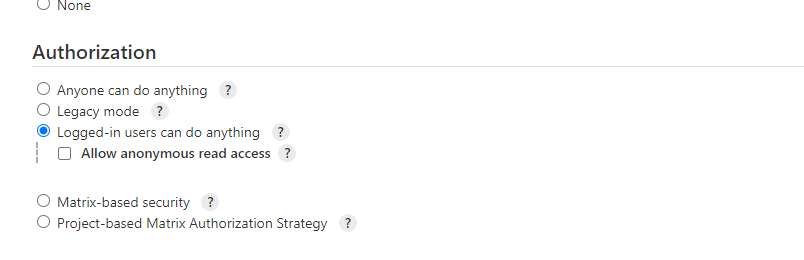 None
Authorization
Anyone can do anything ?
Legacy mode ?
Logged-in users can do anything ?
Allow anonymous read access ?
Matrix-based security ?
Project-based Matrix Authorization Strategy ?